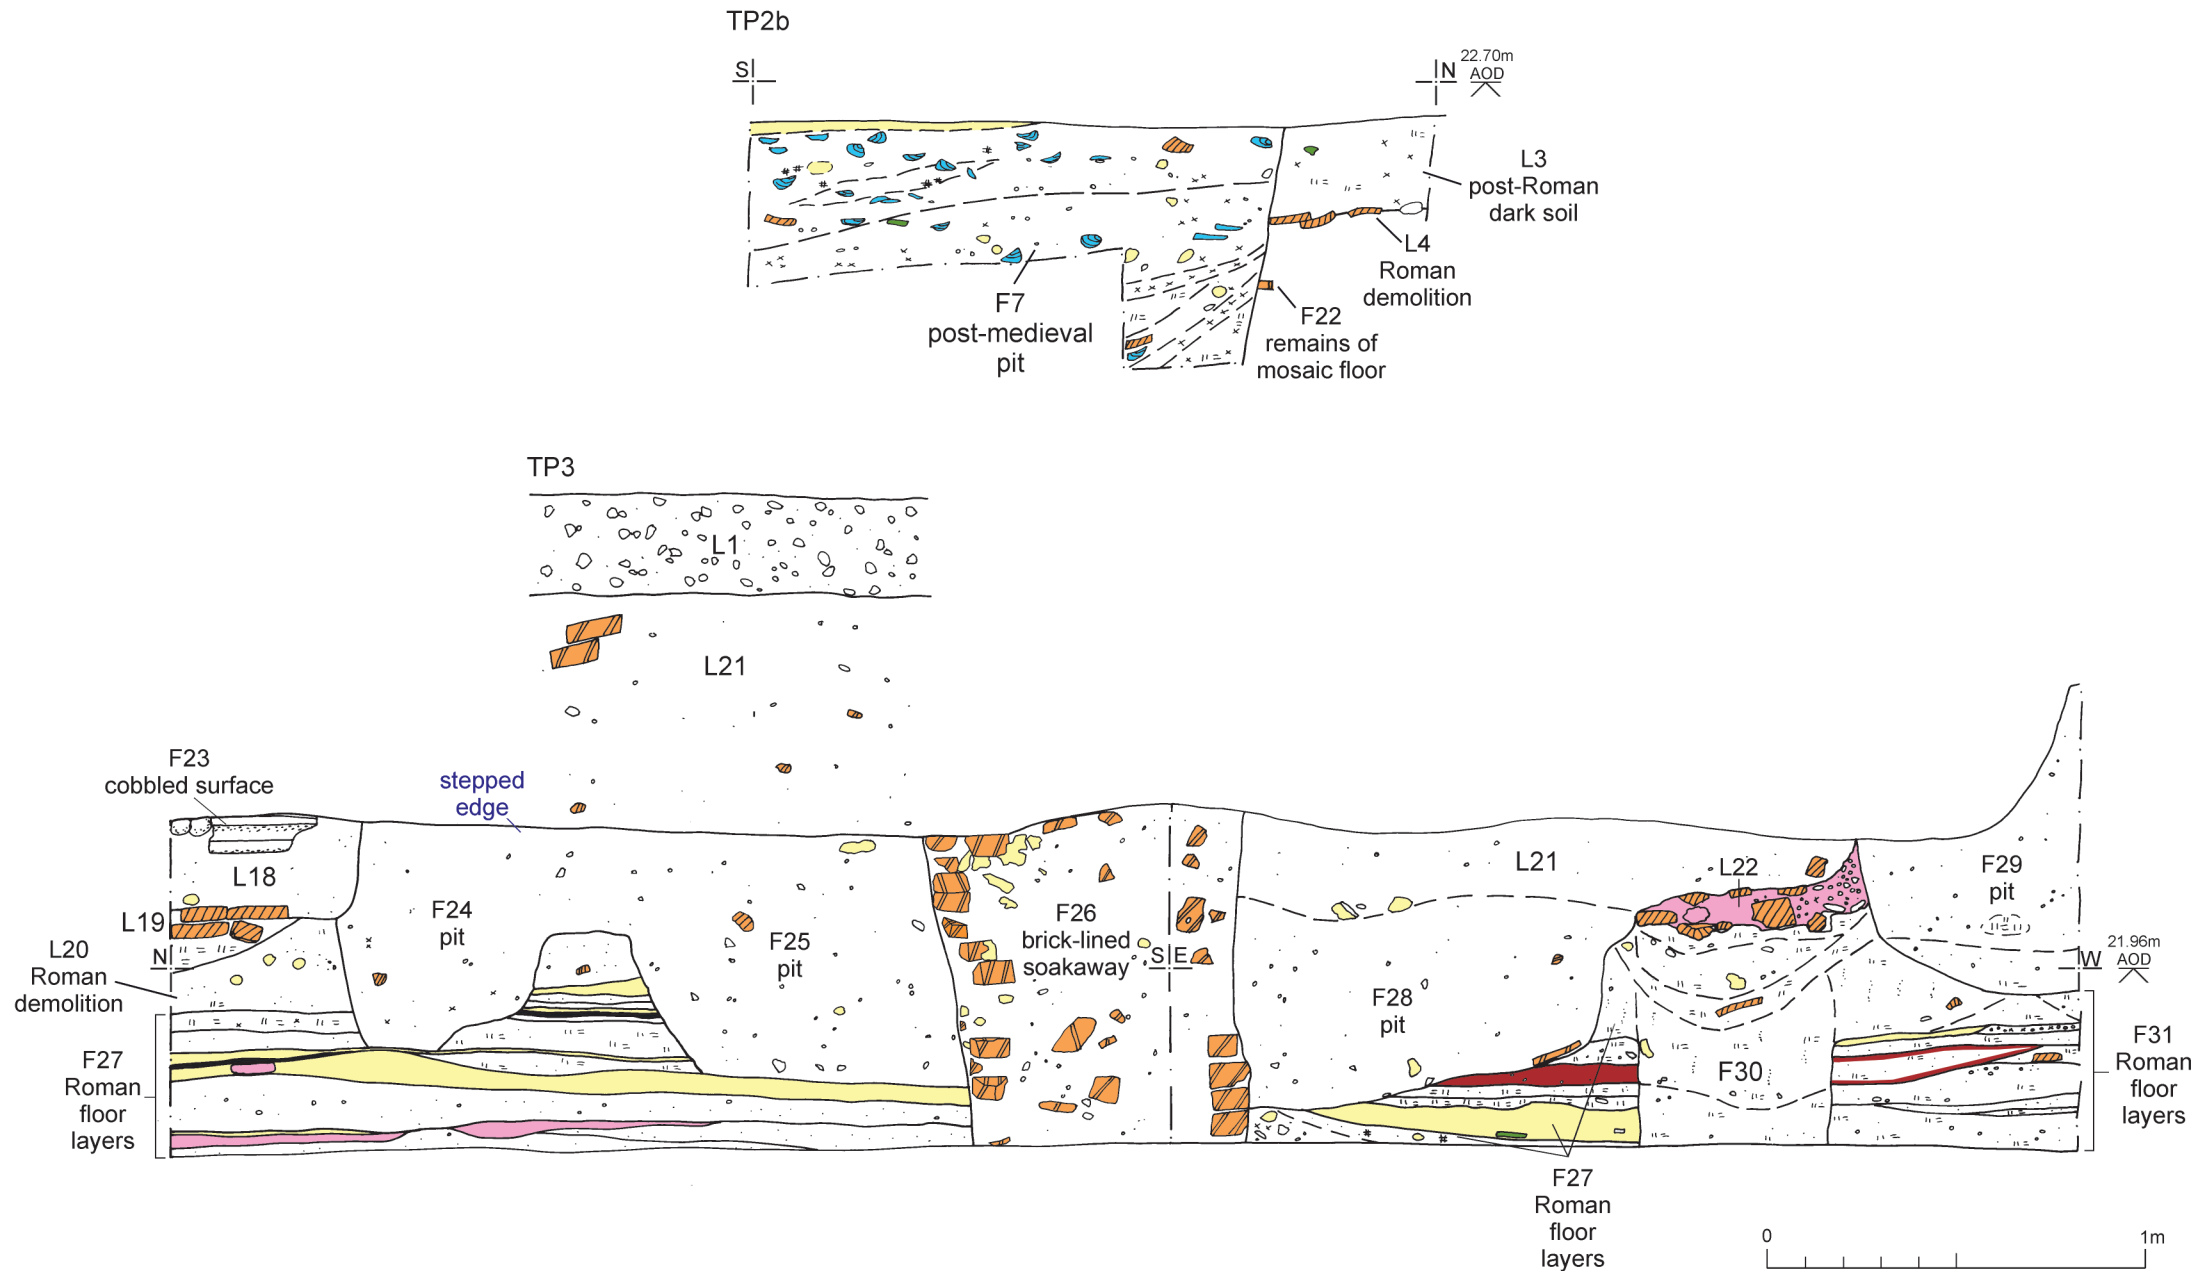 TP2b
S
N
22.70m
AOD
L3
post-Roman
dark soil
L4
Roman
demolition
F22
remains of
mosaic floor
F7
post-medieval
pit
TP3
L1
L21
F23
cobbled surface
stepped
edge
L18
L19
L20
Roman
demolition
N
F24
pit
F25
pit
F26
brick-lined
soakaway
S E
L21
L22
F29
pit
W
21.96m
AOD
F28
pit
F30
F27
Roman
floor
layers
F31
Roman
floor
layers
F27
Roman
floor
layers
0
1m